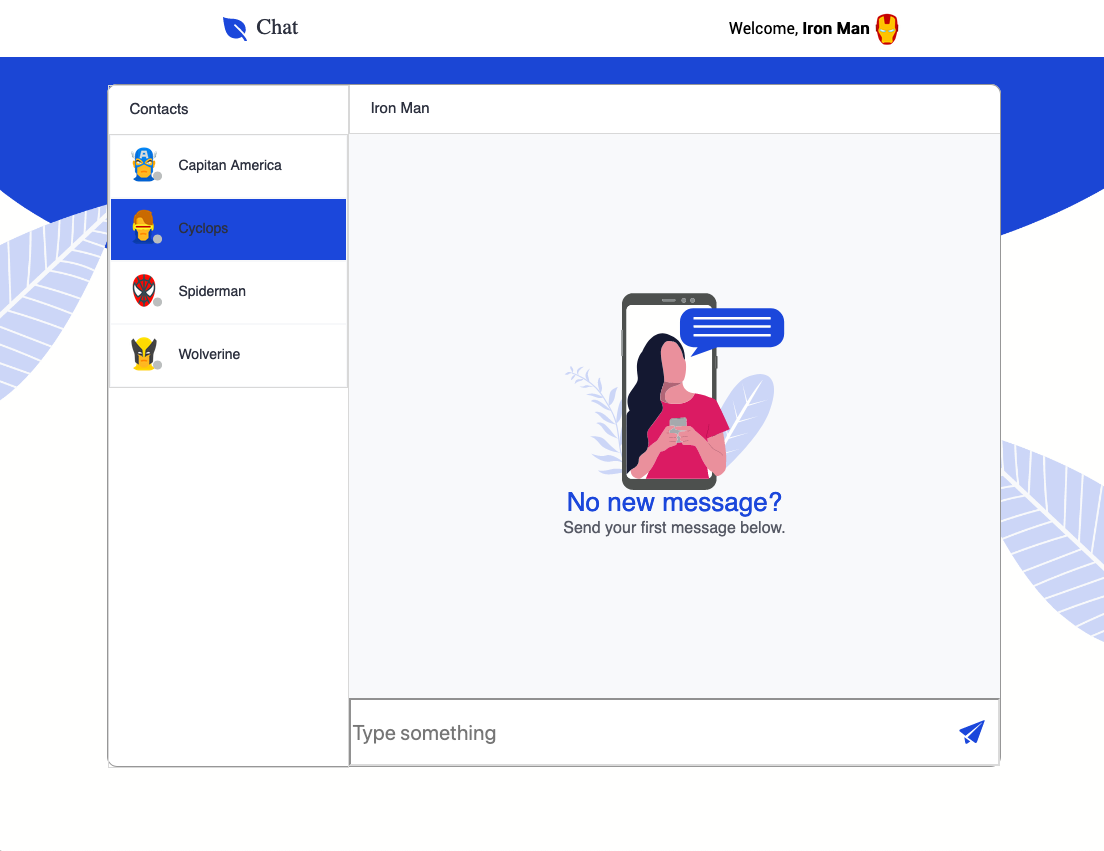 Chat
Welcome, Iron Man
Contacts
Iron Man
Capitan America
Cyclops
Spiderman
Wolverine
No new message?
Send your first message below.
Type something